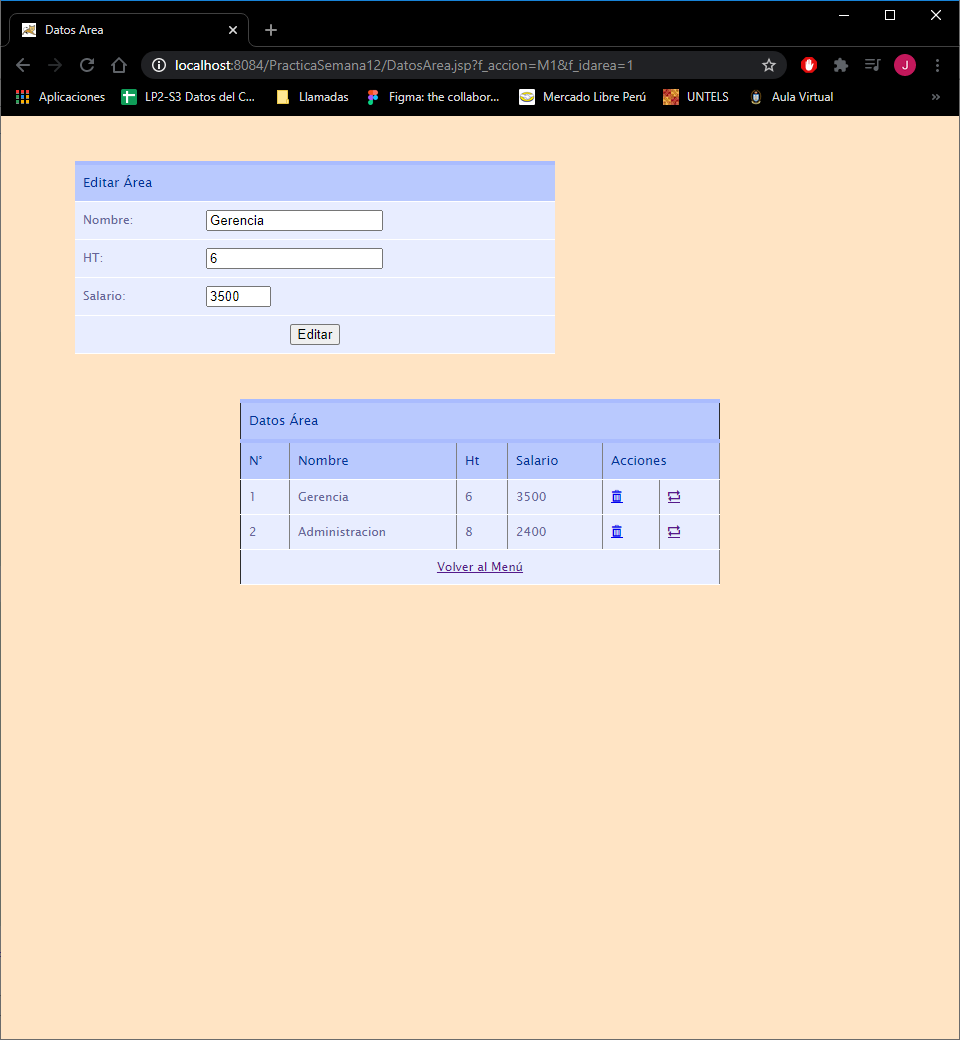 Datos Area
localhost:8084/PracticaSemana12/DatosArea.jsp?f_accion=M1&f_idarea=1
J
Aplicaciones LP2-S3 Datos del C... Llamadas Figma: the collabor... Mercado Libre Perú UNTELS Aula Virtual »
Editar Área
Nombre: Gerencia
HT: 6
Salario: 3500
Editar
Datos Área
N° Nombre Ht Salario Acciones
1 Gerencia 6 3500
2 Administracion 8 2400
Volver al Menú